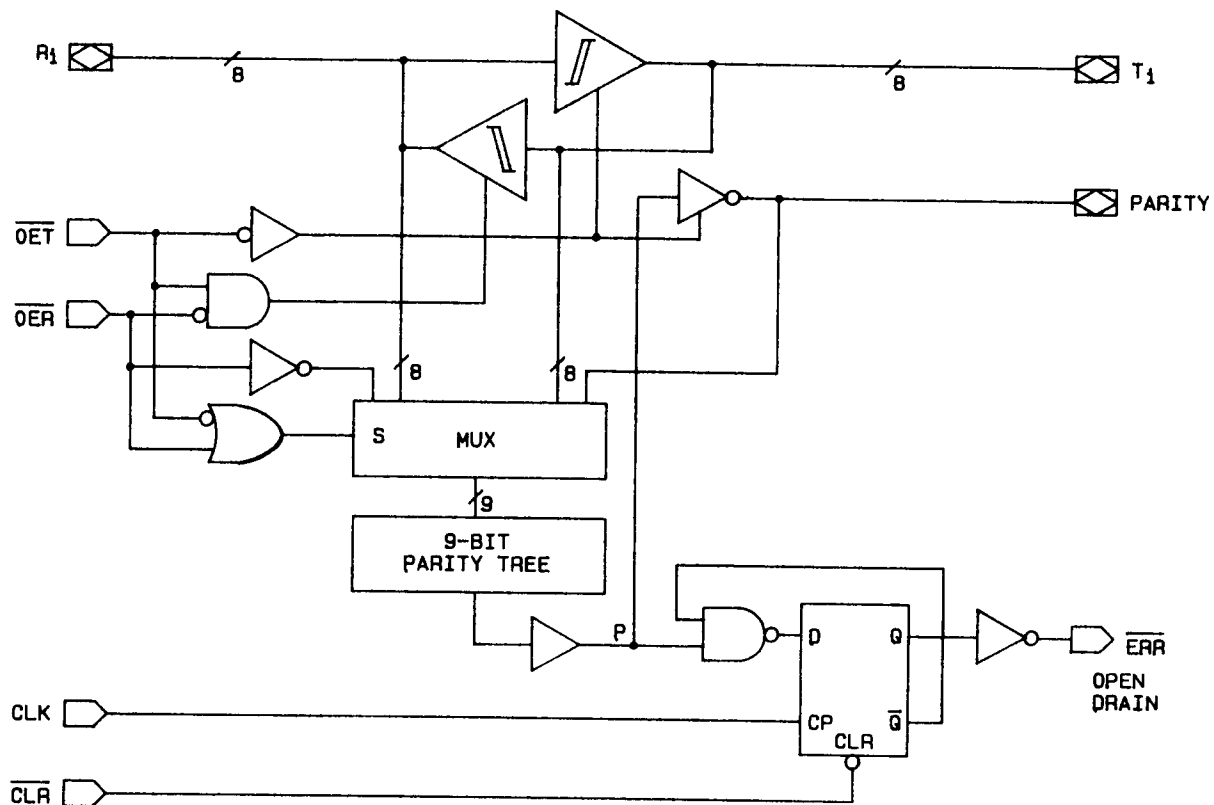 R1
8
8
T1
PARITY
OET
OER
8
8
S
MUX
9
9-BIT
PARITY TREE
P
D
Q
ERR
OPEN
DRAIN
CLK
CP
Q
CLR
CLR